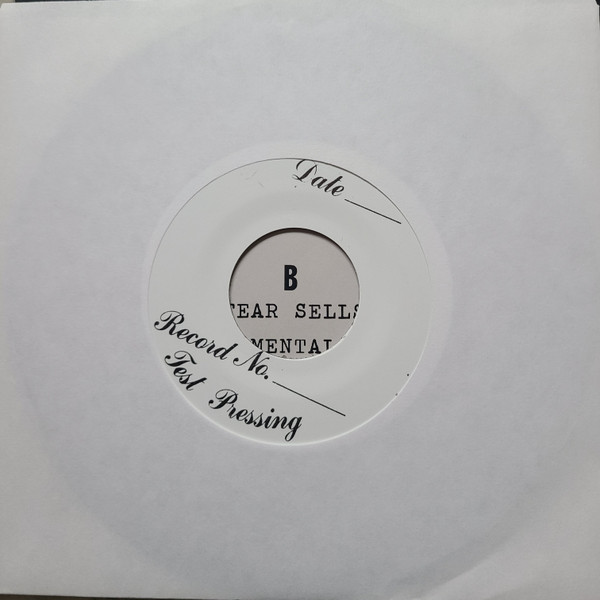 Date
B
EAR SELLS
MENTAL
Record No.
Test Pressing